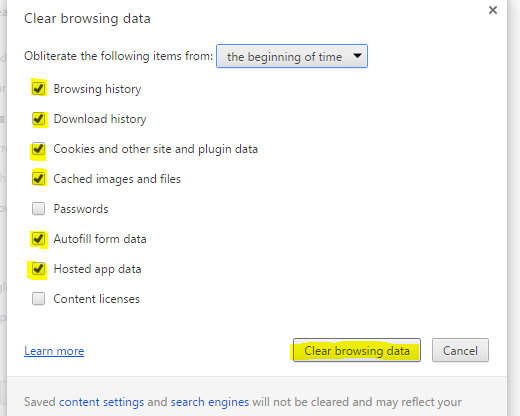 Clear browsing data
Obliterate the following items from: the beginning of time
Browsing history
Download history
Cookies and other site and plugin data
Cached images and files
Passwords
Autofill form data
Hosted app data
Content licenses
Learn more Clear browsing data Cancel
Saved content settings and search engines will not be cleared and may reflect your